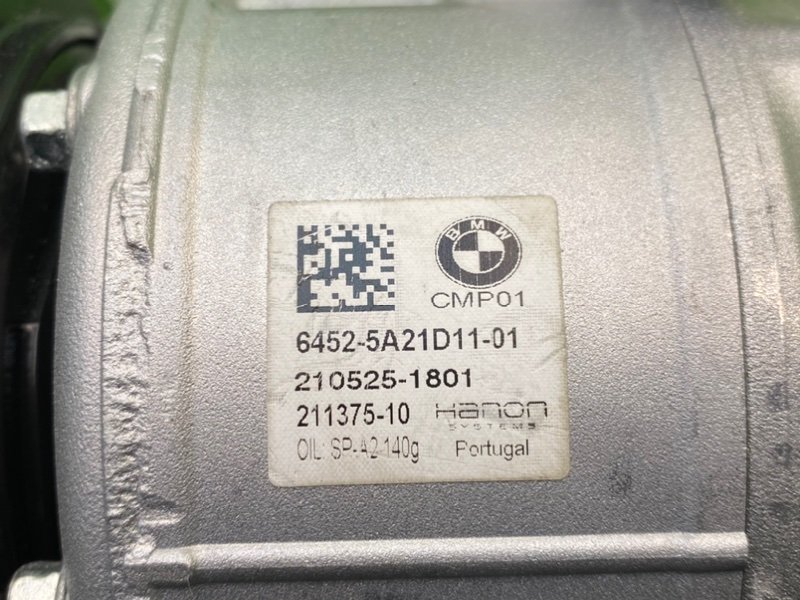 BMW
CMP01
6452-5A21D11-01
210525-1801
211375-10 Hanon
SYSTEMS
OIL: SP-A2 140g Portugal